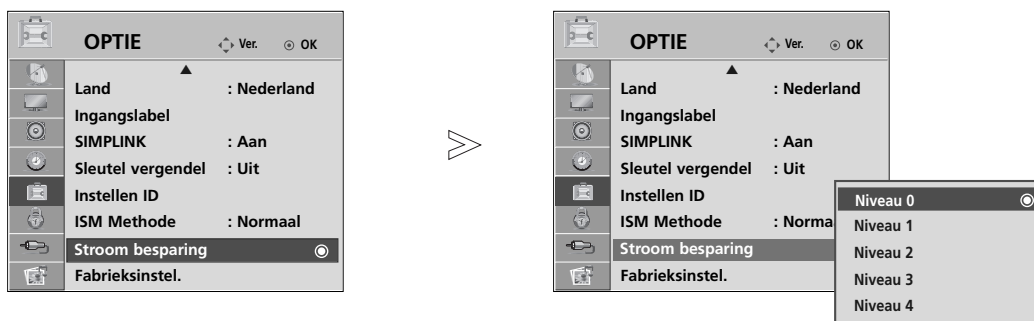 OPTIE Ver. OK
Land : Nederland
Ingangslabel
SIMPLINK : Aan
Sleutel vergendel : Uit
Instellen ID
ISM Methode : Normaal
Stroom besparing
Fabrieksinstel.
OPTIE Ver. OK
Land : Nederland
Ingangslabel
SIMPLINK : Aan
Sleutel vergendel : Uit
Instellen ID
ISM Methode : Norma
Stroom besparing
Fabrieksinstel.
Niveau 0
Niveau 1
Niveau 2
Niveau 3
Niveau 4